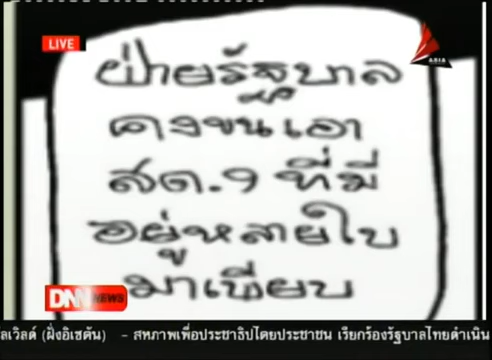 LIVE
ASIA
ฝ่ายรัฐบาล
คงขนเอา
สด.9 ที่มี
อยู่หลายใบ
มาเทียบ
DNN NEWS
ลเวิลด์ (ฝั่งอิเซตัน) - สหภาพเพื่อประชาธิปไตยประชาชน เรียกร้องรัฐบาลไทยดำเนิน